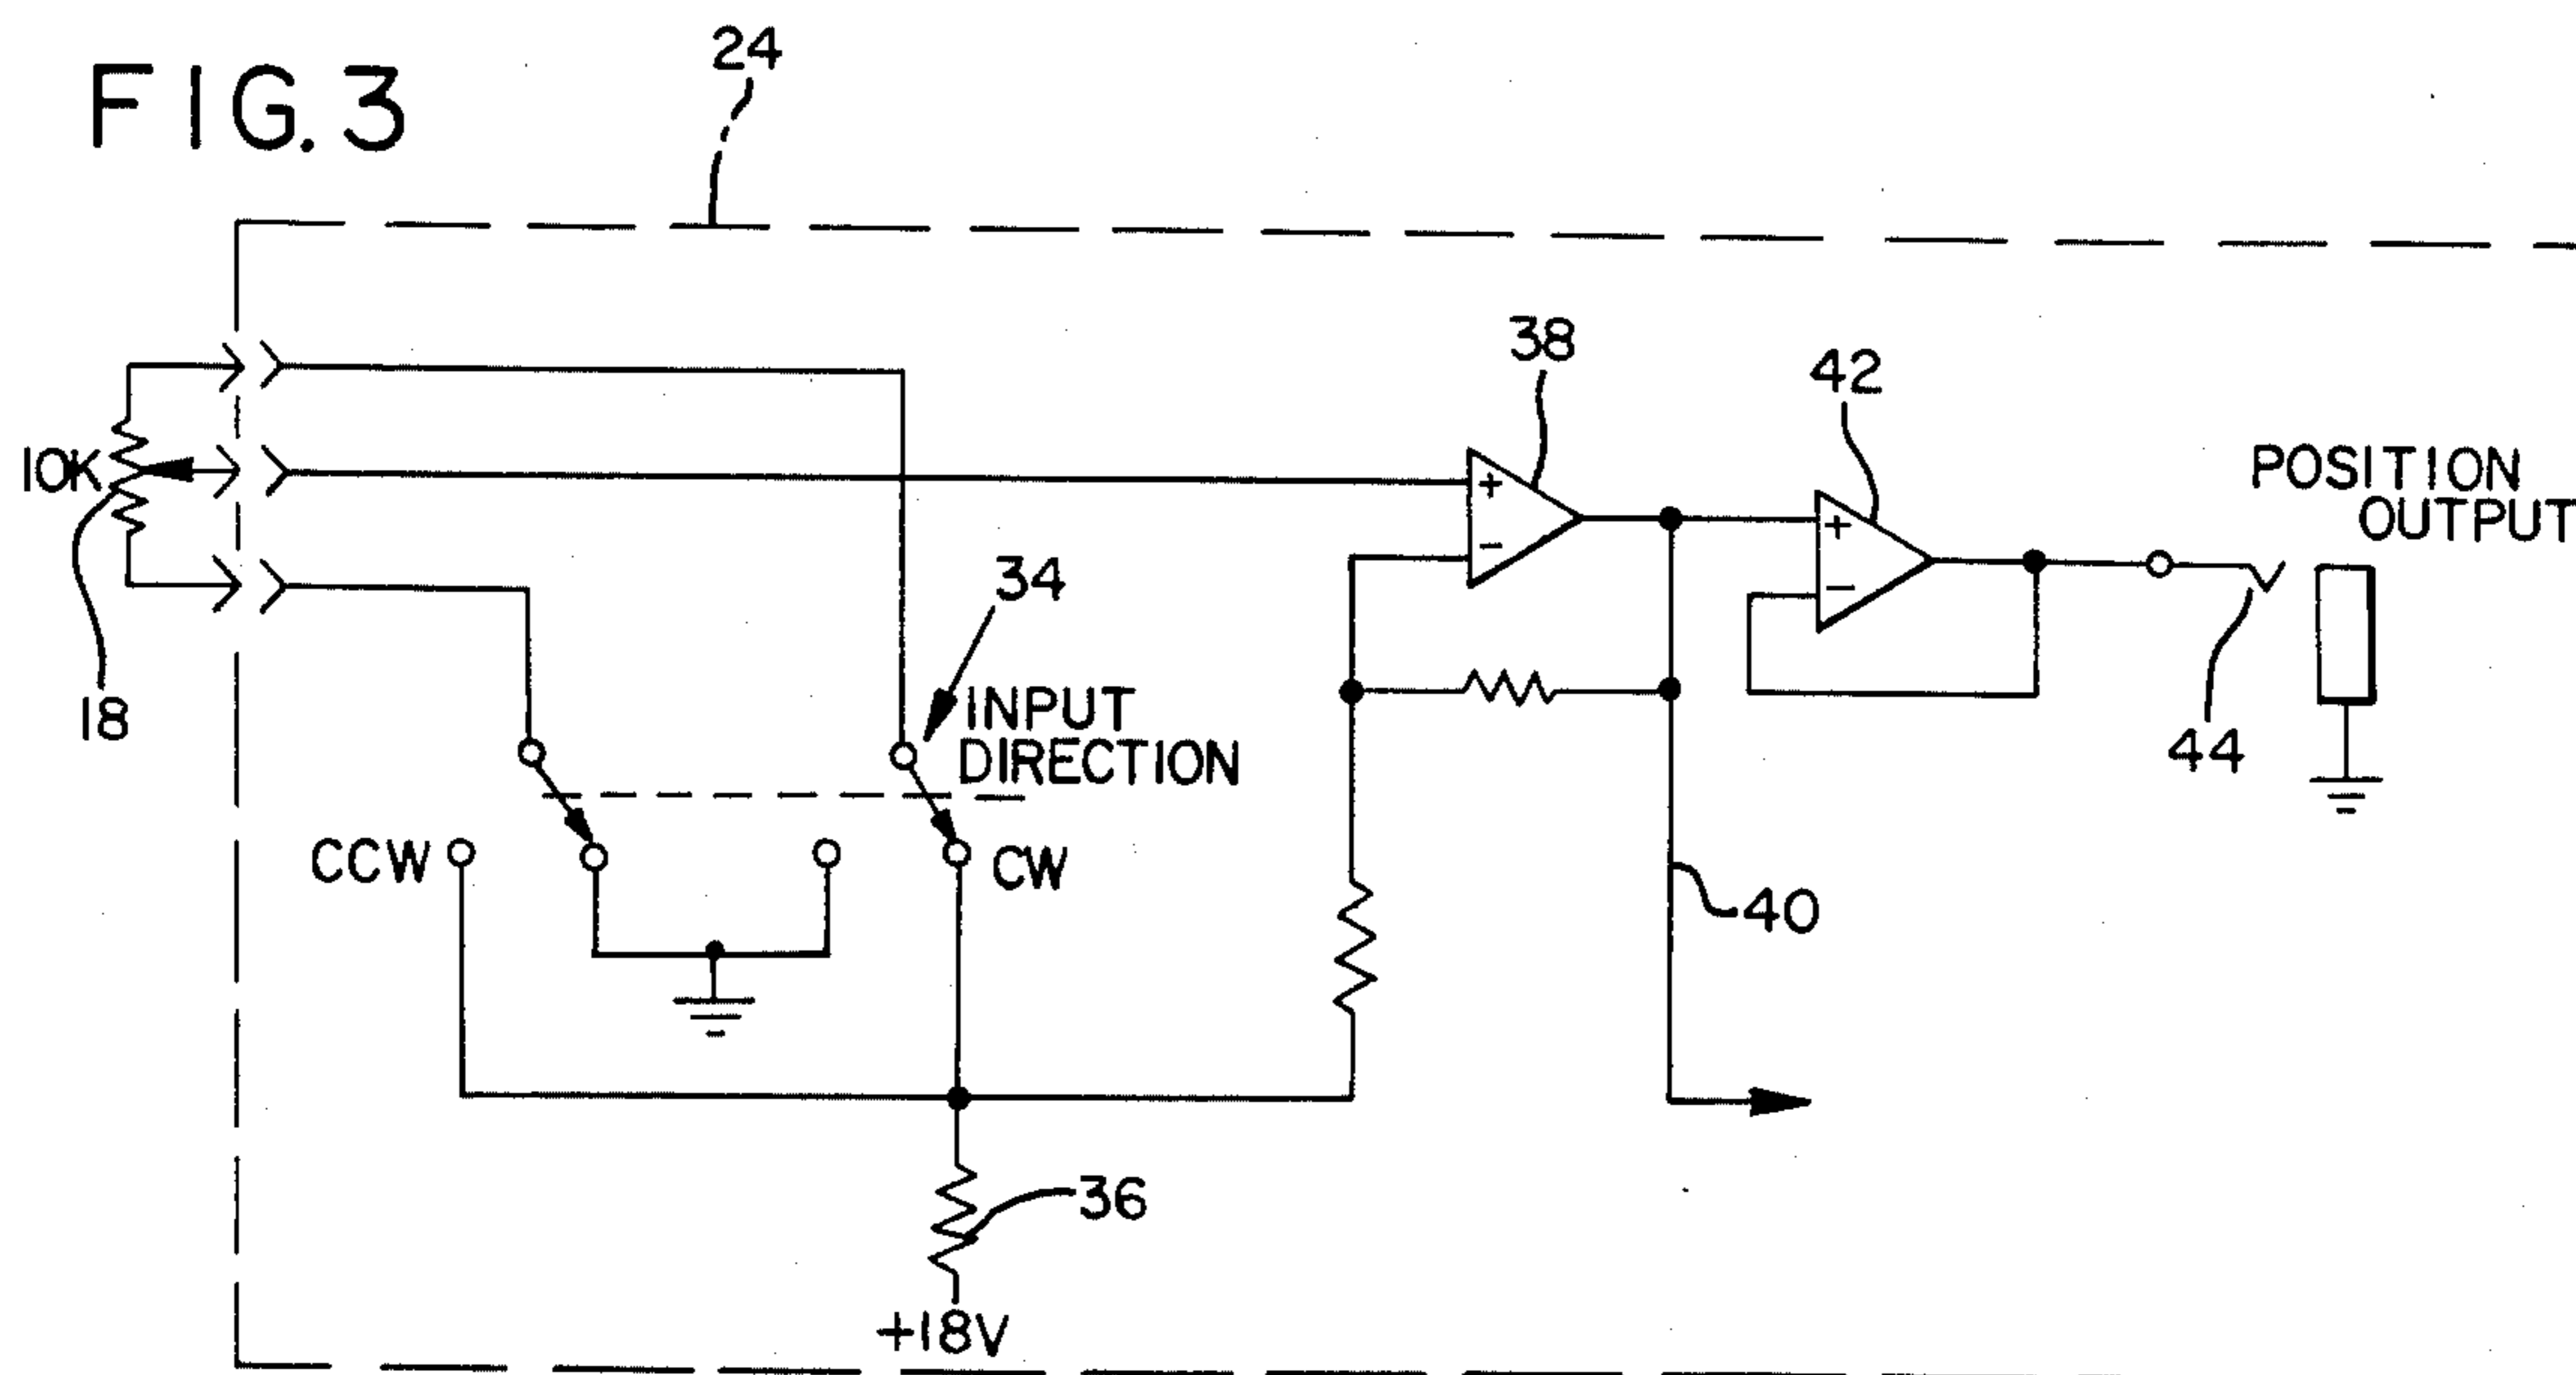 FIG. 3
24
38
42
10K
POSITION
OUTPUT
+
-
+
-
34
18
INPUT
DIRECTION
44
CCW
CW
40
36
+18V